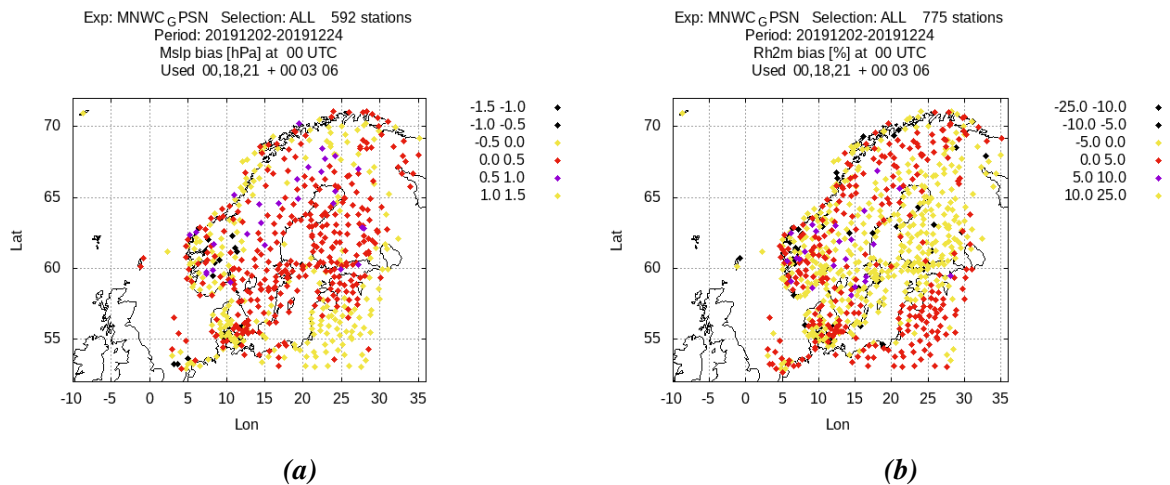 Exp: MNWC_GPSN Selection: ALL 592 stations
Period: 20191202-20191224
Mslp bias [hPa] at 00 UTC
Used 00,18,21 + 00 03 06
-1.5 -1.0
-1.0 -0.5
-0.5 0.0
0.0 0.5
0.5 1.0
1.0 1.5
70
65
60
55
Lat
-10 -5 0 5 10 15 20 25 30 35
Lon
(a)
Exp: MNWC_GPSN Selection: ALL 775 stations
Period: 20191202-20191224
Rh2m bias [%] at 00 UTC
Used 00,18,21 + 00 03 06
-25.0 -10.0
-10.0 -5.0
-5.0 0.0
0.0 5.0
5.0 10.0
10.0 25.0
70
65
60
55
Lat
-10 -5 0 5 10 15 20 25 30 35
Lon
(b)